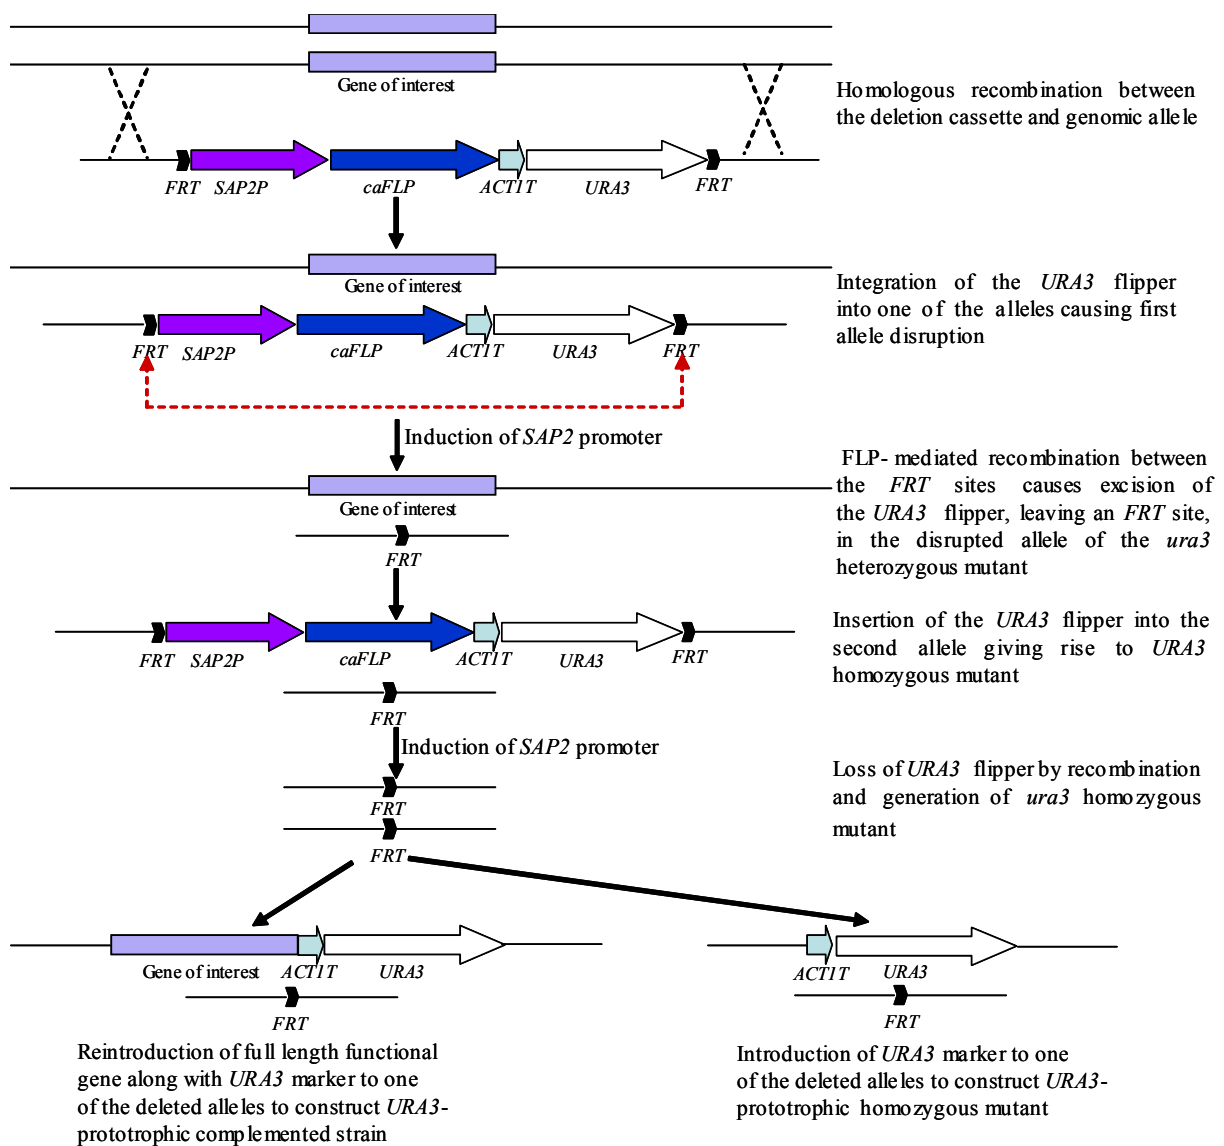 Gene of interest
Homologous recombination between
the deletion cassette and genomic allele
FRT SAP2P caFLP ACT1T URA3 FRT
Gene of interest
Integration of the URA3 flipper
into one of the alleles causing first
allele disruption
FRT SAP2P caFLP ACT1T URA3 FRT
Induction of SAP2 promoter
Gene of interest
FRT
FLP- mediated recombination between
the FRT sites causes excision of
the URA3 flipper, leaving an FRT site,
in the disrupted allele of the ura3
heterozygous mutant
FRT SAP2P caFLP ACT1T URA3 FRT
Insertion of the URA3 flipper into the
second allele giving rise to URA3
homozygous mutant
FRT
Induction of SAP2 promoter
FRT
FRT
Loss of URA3 flipper by recombination
and generation of ura3 homozygous
mutant
Gene of interest ACT1T URA3
FRT
Reintroduction of full length functional
gene along with URA3 marker to one
of the deleted alleles to construct URA3-
prototrophic complemented strain
ACT1T URA3
FRT
Introduction of URA3 marker to one
of the deleted alleles to construct URA3-
prototrophic homozygous mutant